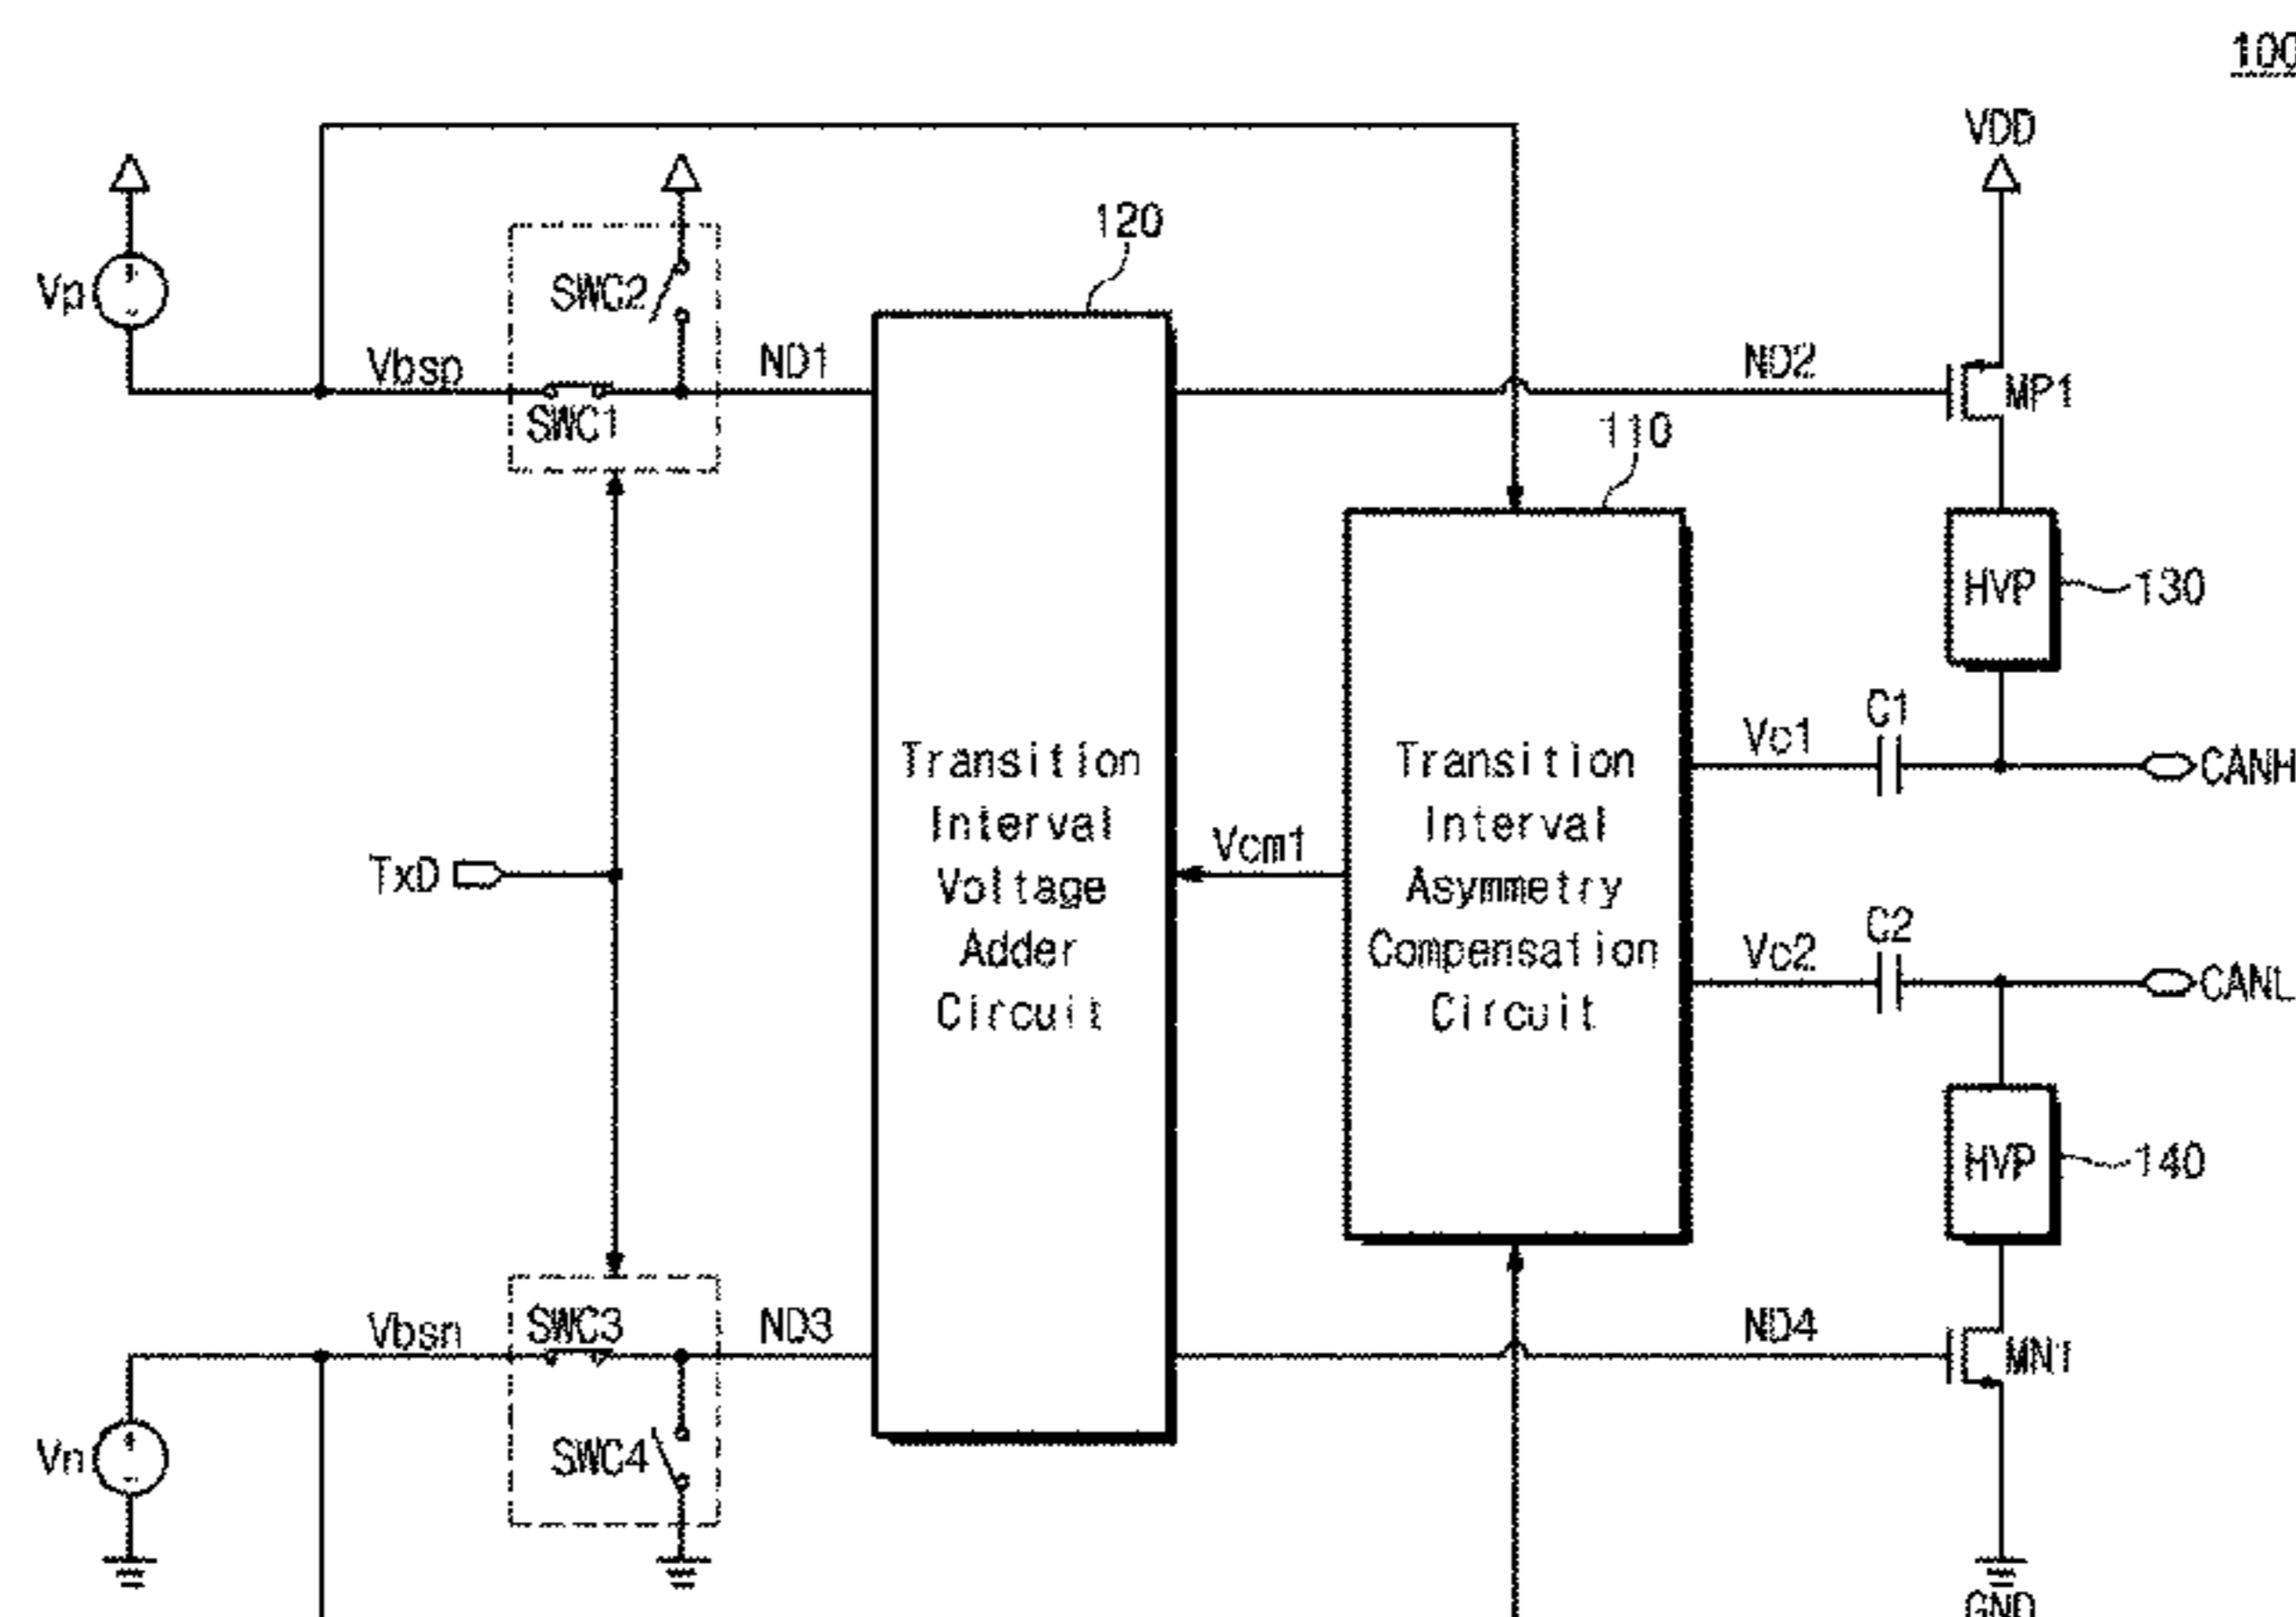 100
VDD
120
Vp
SWC2
Vbsp
SWC1
ND1
ND2
MP1
110
HVP
130
Transition
Interval
Voltage
Adder
Circuit
Vcm1
Transition
Interval
Asymmetry
Compensation
Circuit
Vc1
C1
CANH
TxD
Vc2
C2
CANL
HVP
140
Vbsn
SWC3
ND3
ND4
MN1
Vn
SWC4
GND